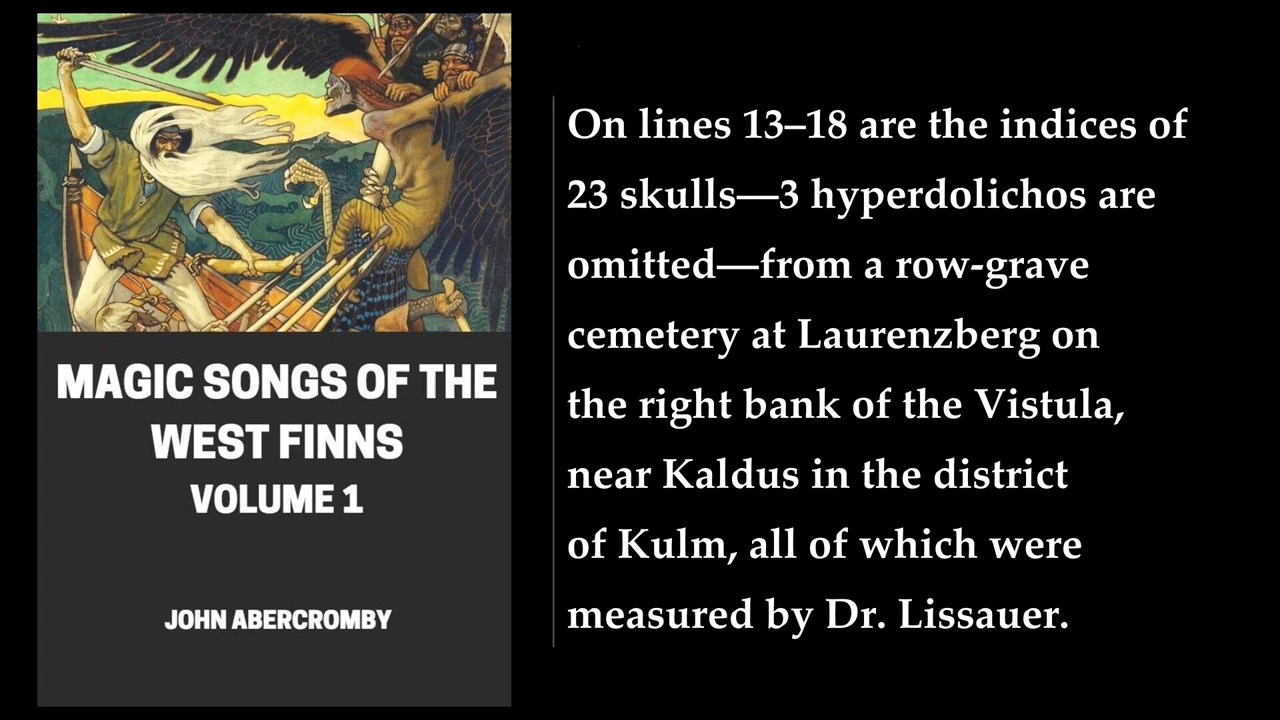 MAGIC SONGS OF THE
WEST FINNS
VOLUME 1
JOHN ABERCROMBY
On lines 13–18 are the indices of
23 skulls—3 hyperdolichos are
omitted—from a row-grave
cemetery at Laurenzberg on
the right bank of the Vistula,
near Kaldus in the district
of Kulm, all of which were
measured by Dr. Lissauer.